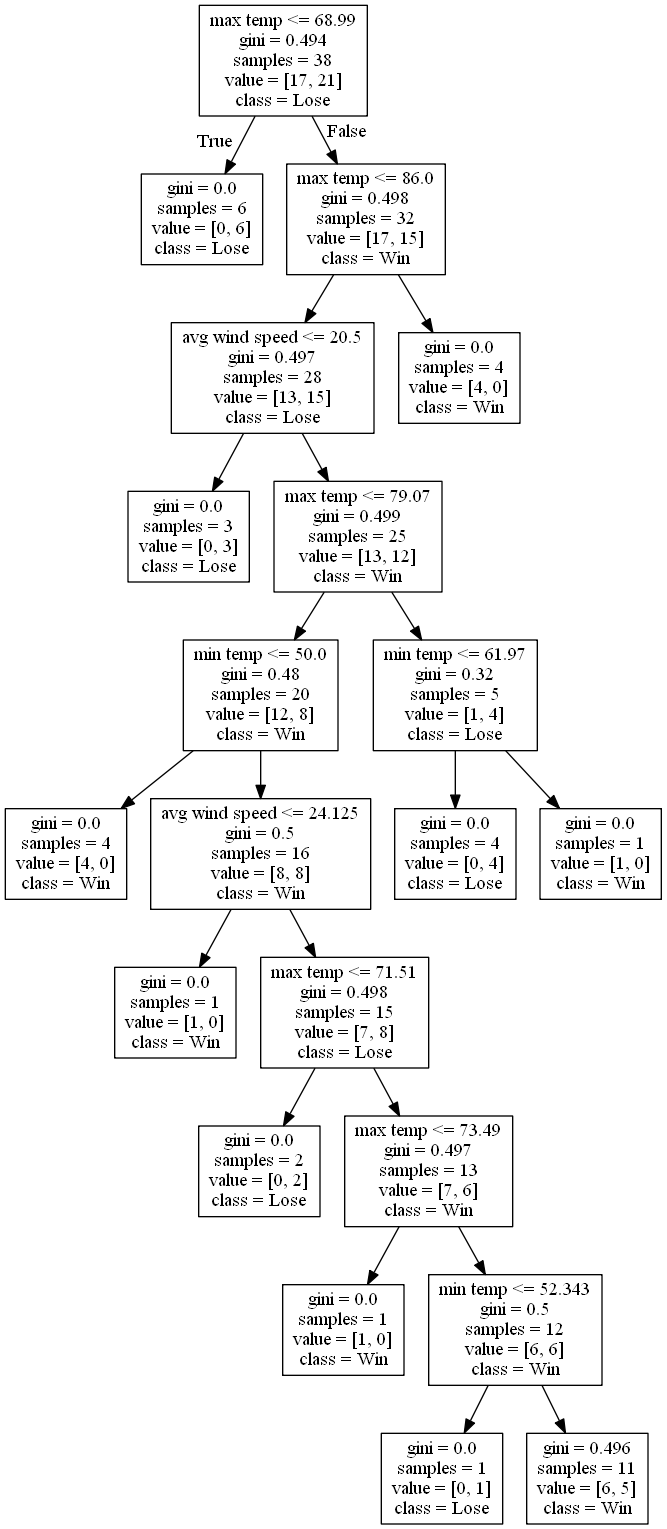 max temp <= 68.99
gini = 0.494
samples = 38
value = [17, 21]
class = Lose
True
False
gini = 0.0
samples = 6
value = [0, 6]
class = Lose
max temp <= 86.0
gini = 0.498
samples = 32
value = [17, 15]
class = Win
avg wind speed <= 20.5
gini = 0.497
samples = 28
value = [13, 15]
class = Lose
gini = 0.0
samples = 4
value = [4, 0]
class = Win
gini = 0.0
samples = 3
value = [0, 3]
class = Lose
max temp <= 79.07
gini = 0.499
samples = 25
value = [13, 12]
class = Win
min temp <= 50.0
gini = 0.48
samples = 20
value = [12, 8]
class = Win
min temp <= 61.97
gini = 0.32
samples = 5
value = [1, 4]
class = Lose
gini = 0.0
samples = 4
value = [4, 0]
class = Win
avg wind speed <= 24.125
gini = 0.5
samples = 16
value = [8, 8]
class = Win
gini = 0.0
samples = 4
value = [0, 4]
class = Lose
gini = 0.0
samples = 1
value = [1, 0]
class = Win
gini = 0.0
samples = 1
value = [1, 0]
class = Win
max temp <= 71.51
gini = 0.498
samples = 15
value = [7, 8]
class = Lose
gini = 0.0
samples = 2
value = [0, 2]
class = Lose
max temp <= 73.49
gini = 0.497
samples = 13
value = [7, 6]
class = Win
gini = 0.0
samples = 1
value = [1, 0]
class = Win
min temp <= 52.343
gini = 0.5
samples = 12
value = [6, 6]
class = Win
gini = 0.0
samples = 1
value = [0, 1]
class = Lose
gini = 0.496
samples = 11
value = [6, 5]
class = Win